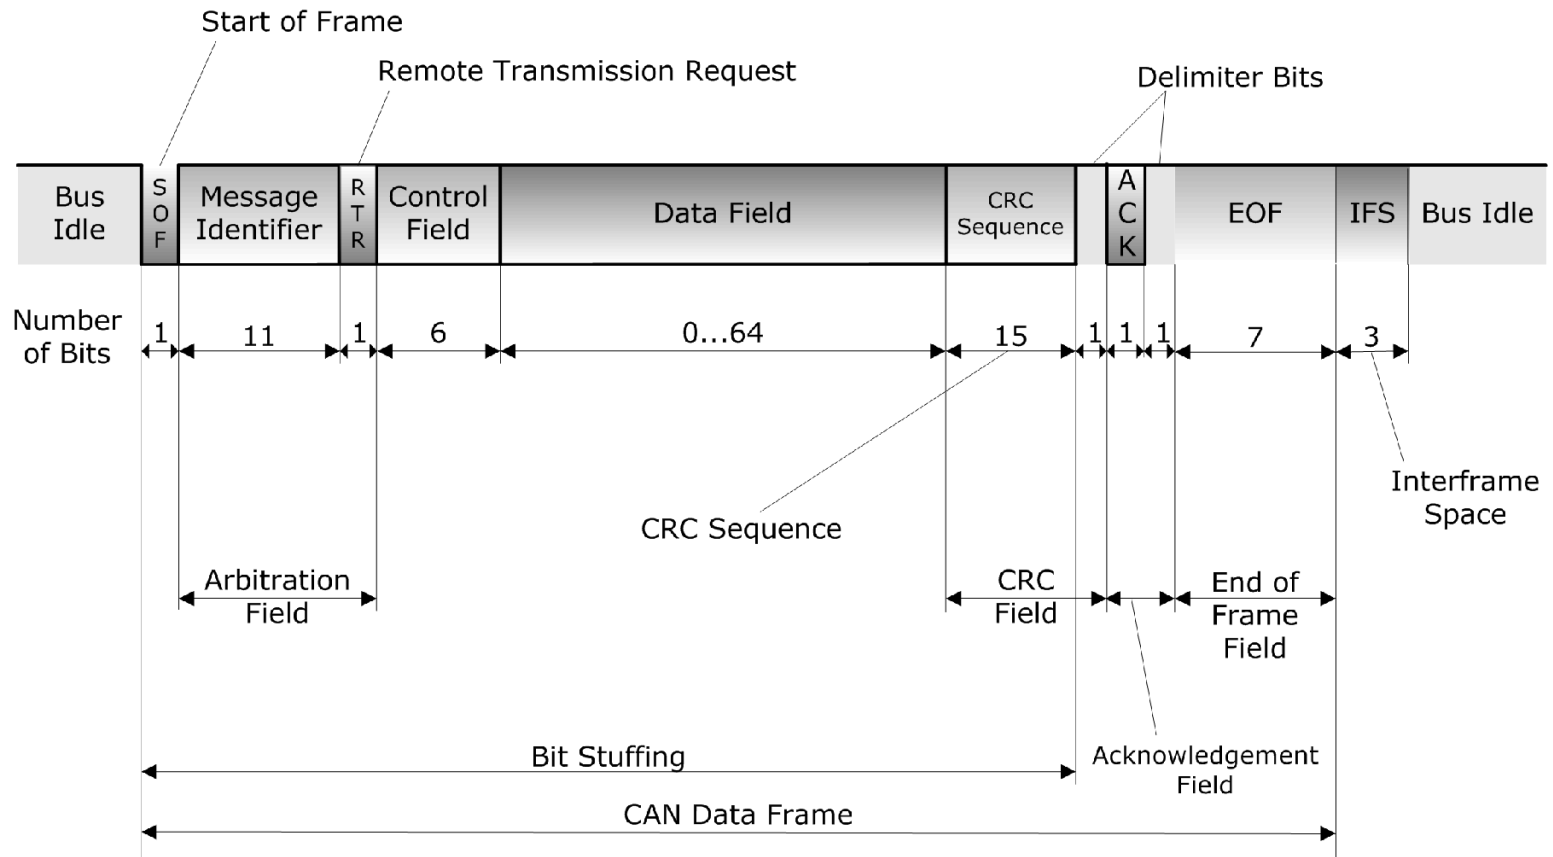 Start of Frame
Remote Transmission Request
Delimiter Bits
Bus
Idle
S
O
F
Message
Identifier
R
T
R
Control
Field
Data Field
CRC
Sequence
A
C
K
EOF
IFS
Bus Idle
Number
of Bits
1
11
1
6
0...64
15
1
1
1
7
3
Interframe
Space
CRC Sequence
Arbitration
Field
CRC
Field
End of
Frame
Field
Bit Stuffing
Acknowledgement
Field
CAN Data Frame